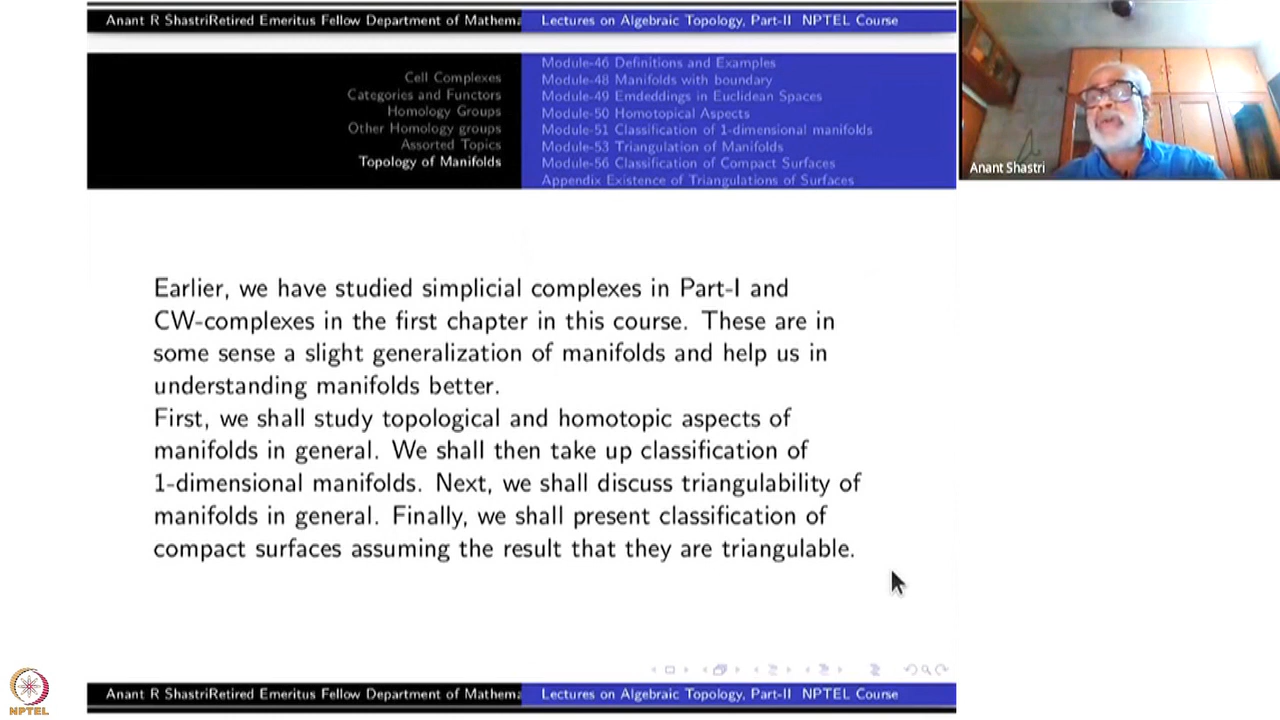 Anant R ShastriRetired Emeritus Fellow Department of Mathema
Lectures on Algebraic Topology, Part-II NPTEL Course
Cell Complexes
Categories and Functors
Homology Groups
Other Homology groups
Assorted Topics
Topology of Manifolds
Module-46 Definitions and Examples
Module-48 Manifolds with boundary
Module-49 Emdeddings in Euclidean Spaces
Module-50 Homotopical Aspects
Module-51 Classification of 1-dimensional manifolds
Module-53 Triangulation of Manifolds
Module-56 Classification of Compact Surfaces
Appendix Existence of Triangulations of Surfaces
Anant Shastri
Earlier, we have studied simplicial complexes in Part-I and
CW-complexes in the first chapter in this course. These are in
some sense a slight generalization of manifolds and help us in
understanding manifolds better.
First, we shall study topological and homotopic aspects of
manifolds in general. We shall then take up classification of
1-dimensional manifolds. Next, we shall discuss triangulability of
manifolds in general. Finally, we shall present classification of
compact surfaces assuming the result that they are triangulable.
Anant R ShastriRetired Emeritus Fellow Department of Mathema
Lectures on Algebraic Topology, Part-II NPTEL Course
NPTEL